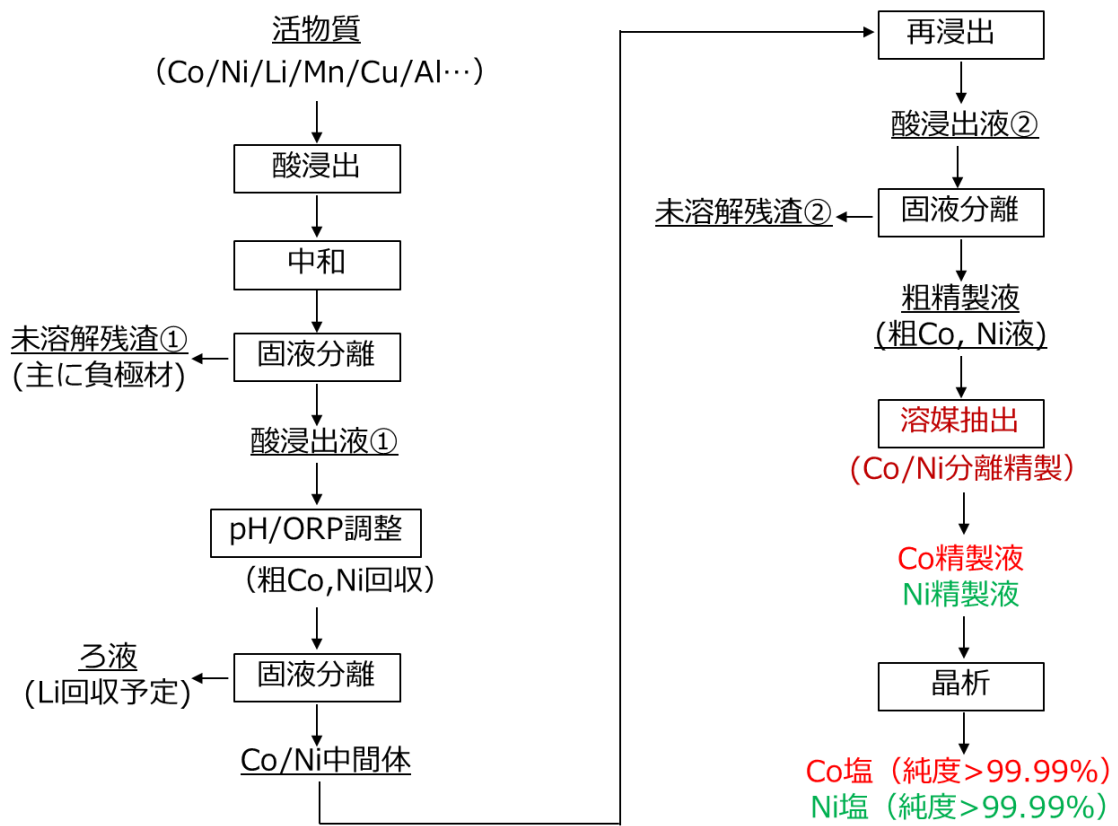 活物質
（Co/Ni/Li/Mn/Cu/Al…）
酸浸出
中和
固液分離
未溶解残渣①
(主に負極材)
酸浸出液①
pH/ORP調整
（粗Co,Ni回収）
固液分離
ろ液
(Li回収予定)
Co/Ni中間体
再浸出
酸浸出液②
固液分離
未溶解残渣②
粗精製液
(粗Co, Ni液)
溶媒抽出
(Co/Ni分離精製）
Co精製液
Ni精製液
晶析
Co塩（純度>99.99%）
Ni塩（純度>99.99%）